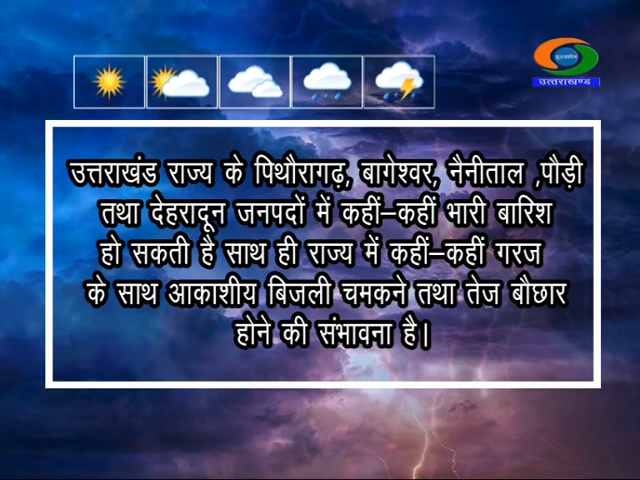 उत्तराखण्ड
उत्तराखंड राज्य के पिथौरागढ़, बागेश्वर, नैनीताल ,पौड़ी
तथा देहरादून जनपदों में कहीं–कहीं भारी बारिश
हो सकती है साथ ही राज्य में कहीं–कहीं गरज
के साथ आकाशीय बिजली चमकने तथा तेज बौछार
होने की संभावना है।